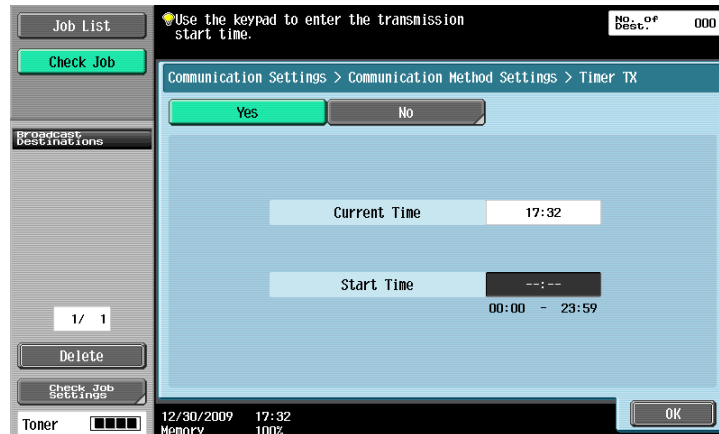 Job List
Check Job
Use the keypad to enter the transmission
start time.
No. of
Dest.
000
Communication Settings > Communication Method Settings > Timer TX
Yes
No
Broadcast
Destinations
Current Time
17:32
Start Time
--:--
00:00 - 23:59
1/ 1
Delete
Check Job
Settings
Toner
12/30/2009 17:32
Memory 100%
OK